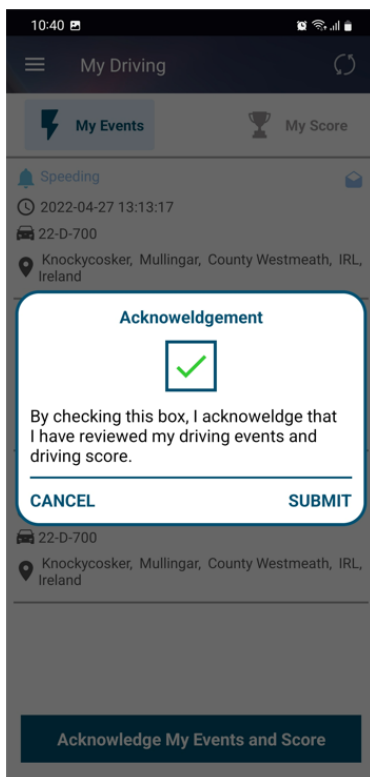 10:40
My Driving
My Events
My Score
Speeding
2022-04-27 13:13:17
22-D-700
Knockycosker, Mullingar, County Westmeath, IRL,
Ireland
Acknoweldgement
By checking this box, I acknoweldge that
I have reviewed my driving events and
driving score.
CANCEL
SUBMIT
22-D-700
Knockycosker, Mullingar, County Westmeath, IRL,
Ireland
Acknowledge My Events and Score